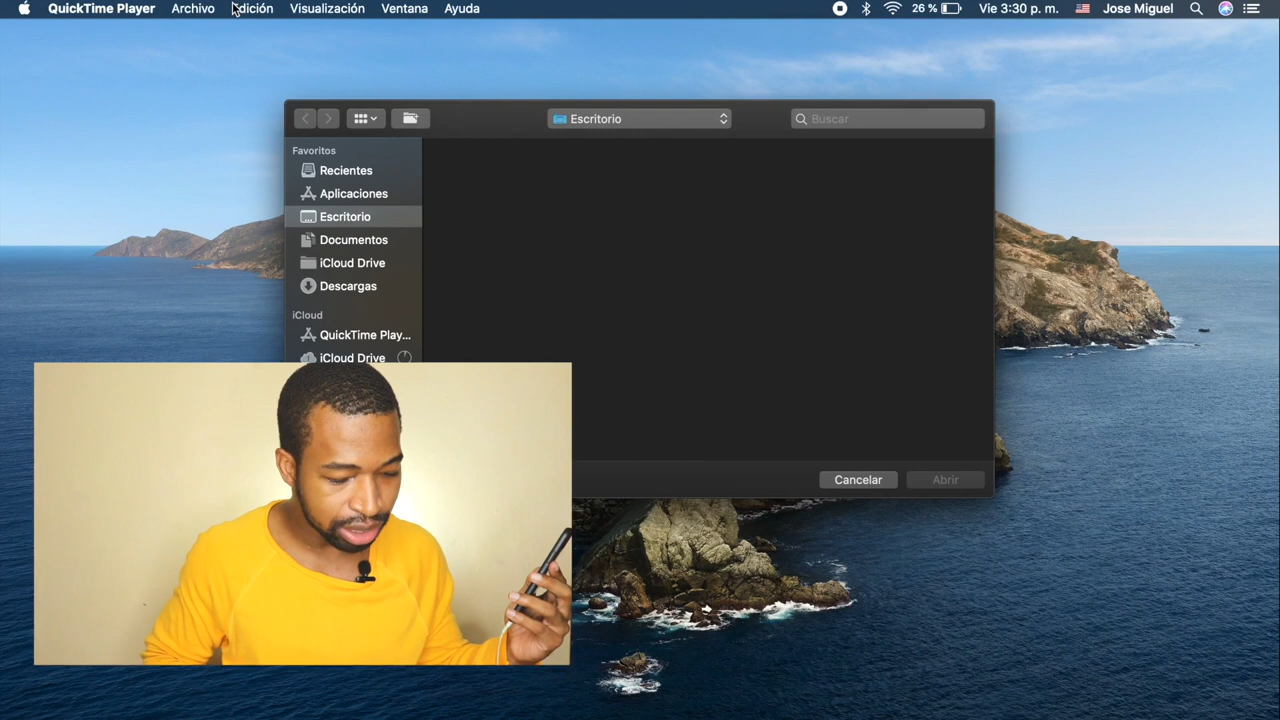 QuickTime Player Archivo Edición Visualización Ventana Ayuda 26 % Vie 3:30 p. m. Jose Miguel
Escritorio Buscar
Favoritos
Recientes
Aplicaciones
Escritorio
Documentos
iCloud Drive
Descargas
iCloud
QuickTime Play...
iCloud Drive
Cancelar Abrir